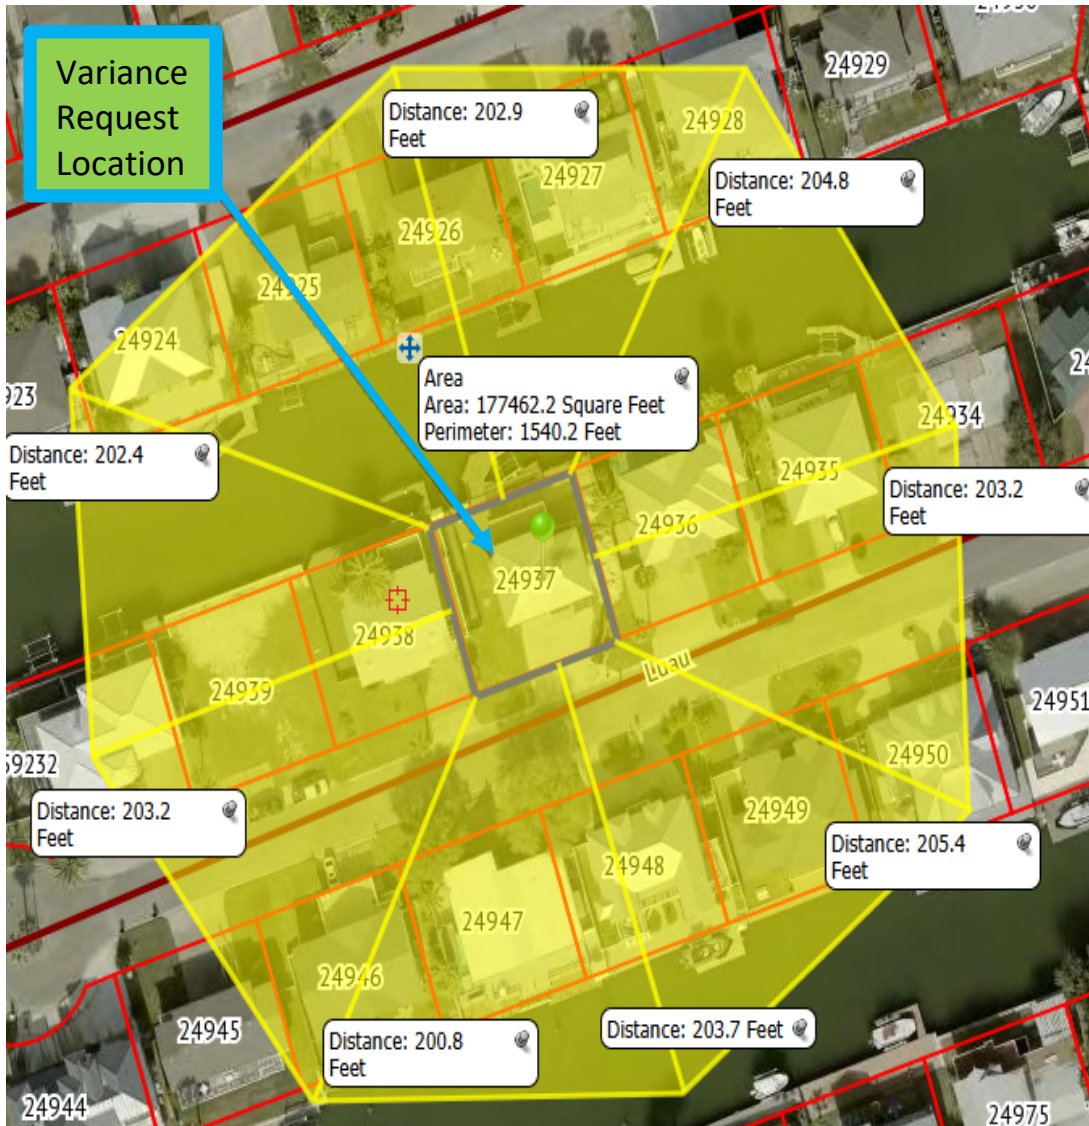 Variance
Request
Location
24929
Distance: 202.9
Feet
24928
24927
Distance: 204.8
Feet
24926
24925
24924
Area
Area: 177462.2 Square Feet
Perimeter: 1540.2 Feet
24934
Distance: 202.4
Feet
24935
Distance: 203.2
Feet
24936
24937
24938
Luau
24939
24951
24950
59232
Distance: 203.2
Feet
24949
Distance: 205.4
Feet
24948
24947
24946
24945
Distance: 200.8
Feet
Distance: 203.7 Feet
24944
24975